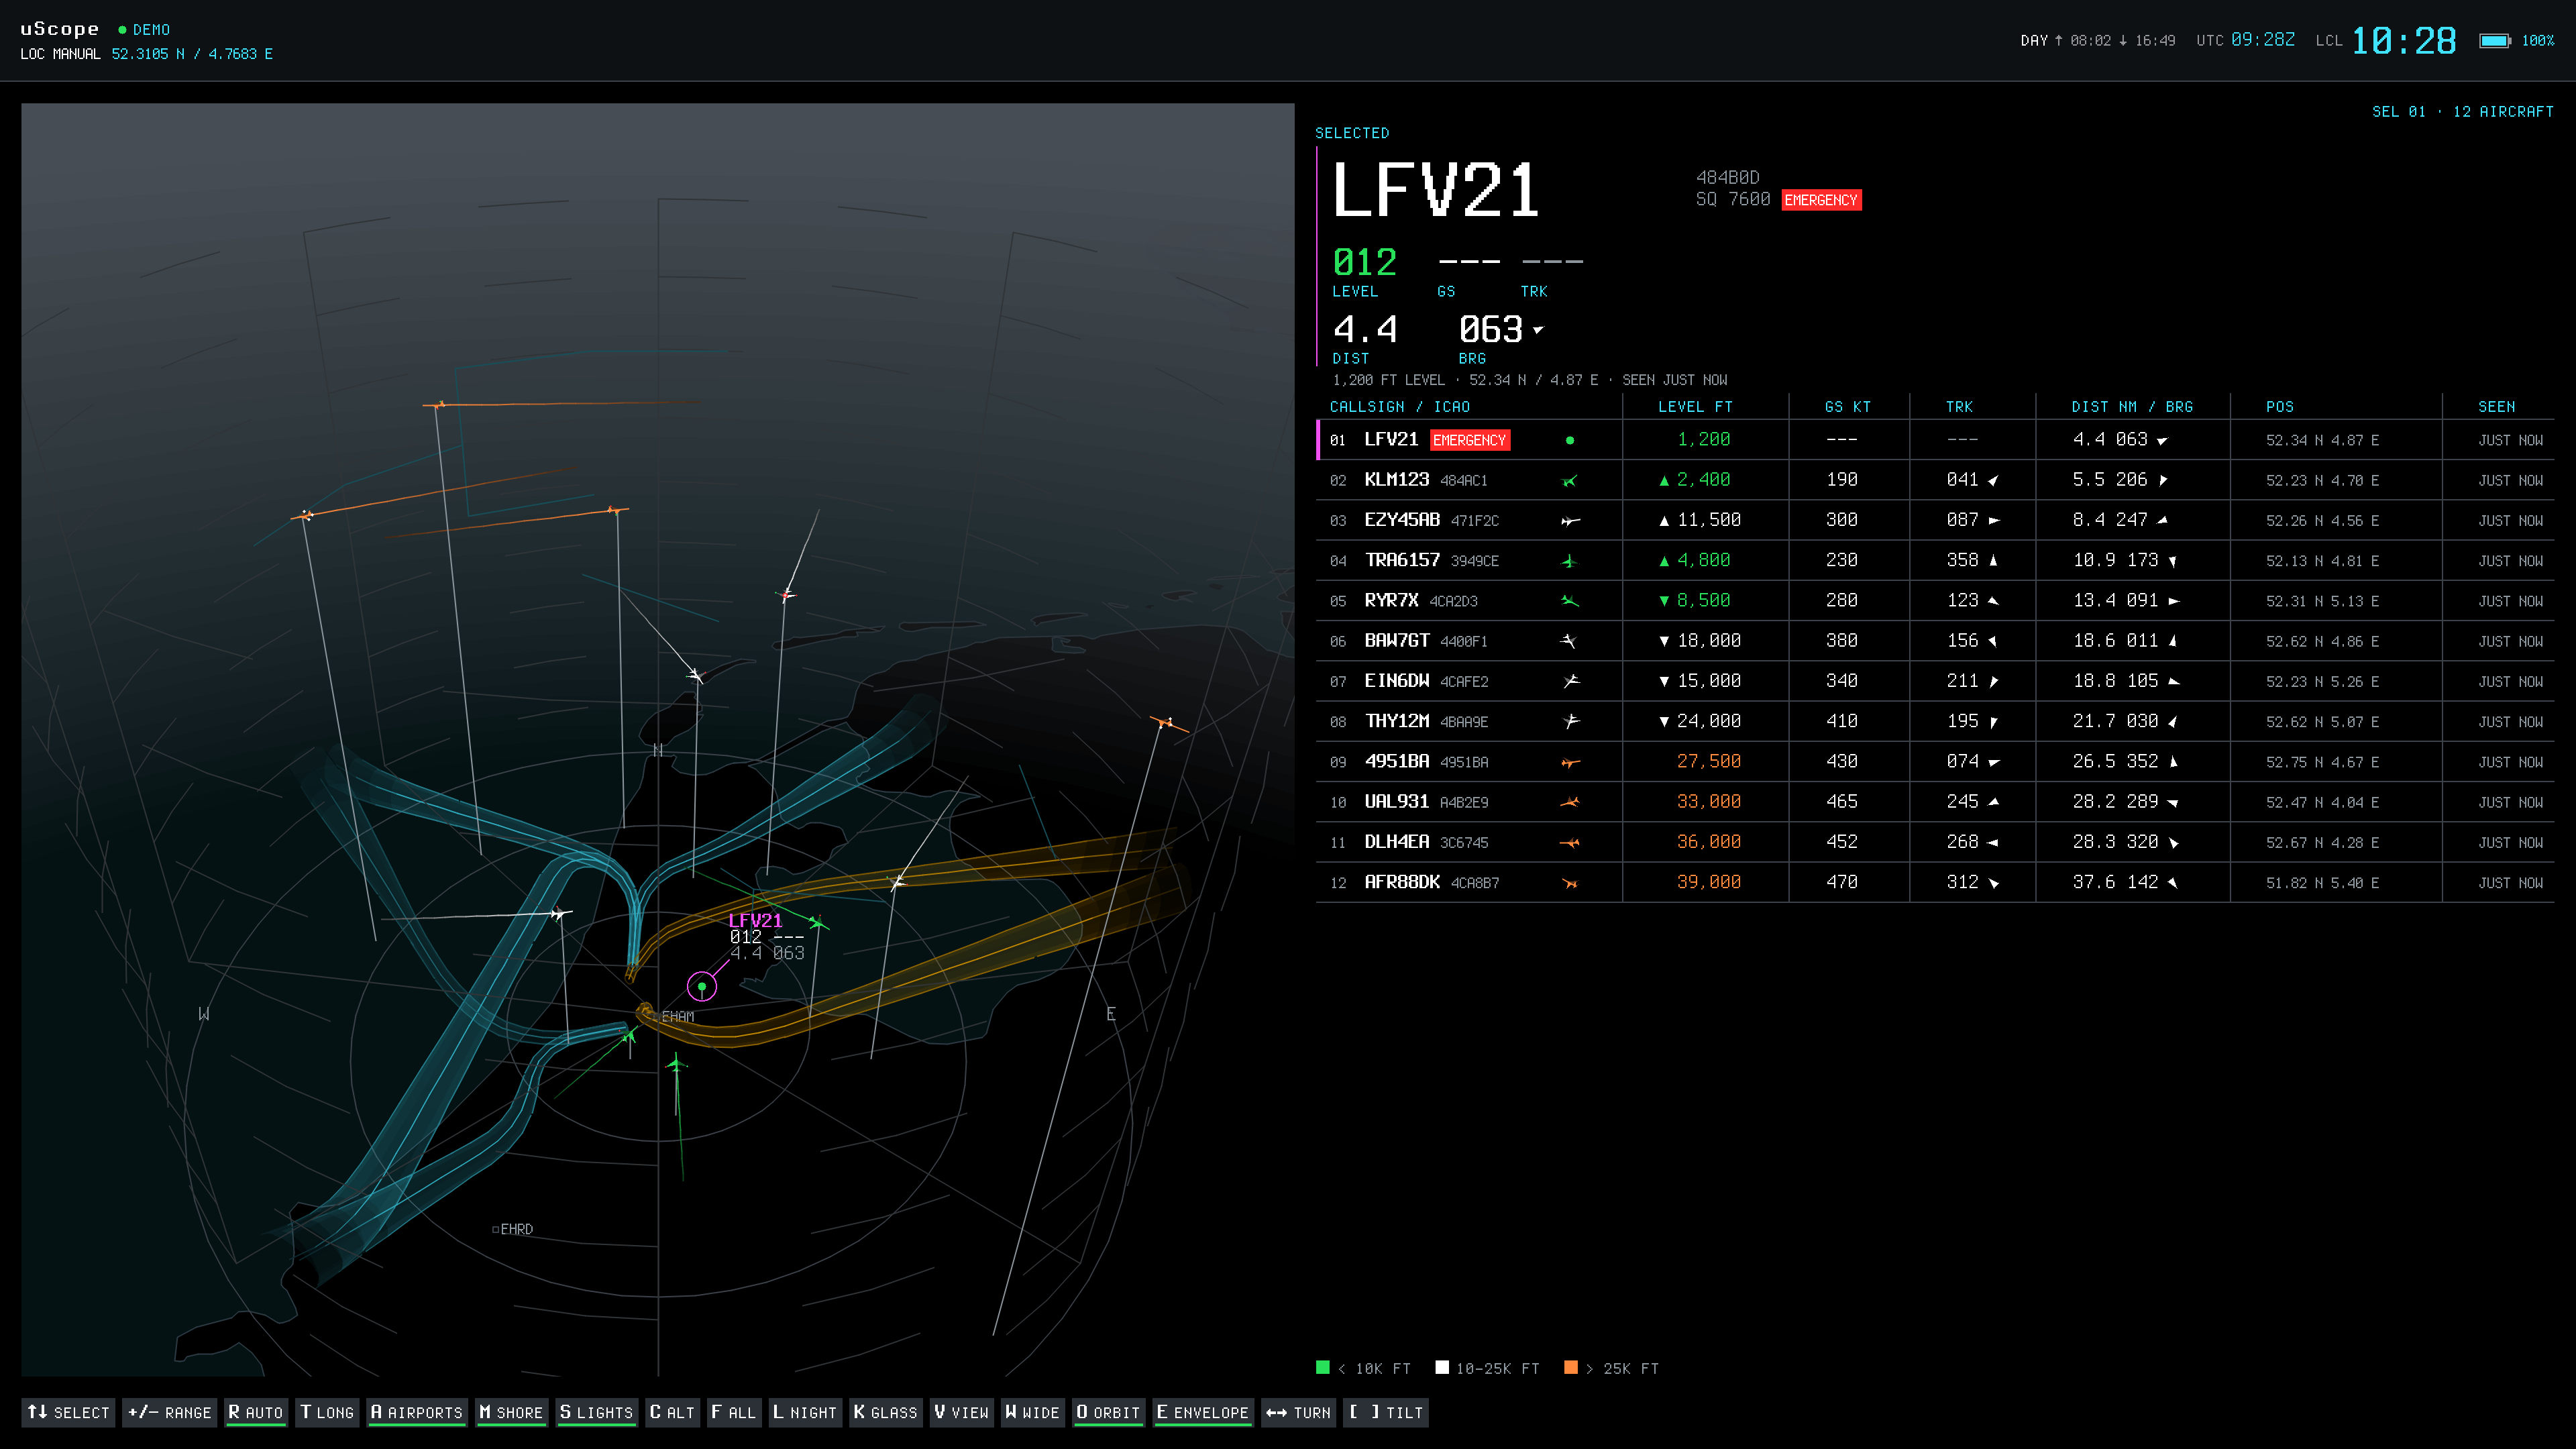 uScope ● DEMO
LOC MANUAL 52.3105 N / 4.7683 E
DAY ↑ 08:02 ↓ 16:49 UTC 09:28Z LCL 10:28 100%
SEL 01 · 12 AIRCRAFT
SELECTED
LFV21
484B0D
SQ 7600 EMERGENCY
012 --- ---
LEVEL GS TRK
4.4 063
DIST BRG
1,200 FT LEVEL · 52.34 N / 4.87 E · SEEN JUST NOW
CALLSIGN / ICAO LEVEL FT GS KT TRK DIST NM / BRG POS SEEN
01 LFV21 EMERGENCY 1,200 --- --- 4.4 063 52.34 N 4.87 E JUST NOW
02 KLM123 484AC1 ▲ 2,400 190 041 5.5 206 52.23 N 4.70 E JUST NOW
03 EZY45AB 471F2C ▲ 11,500 300 087 8.4 247 52.26 N 4.56 E JUST NOW
04 TRA6157 3949CE ▲ 4,800 230 358 10.9 173 52.13 N 4.81 E JUST NOW
05 RYR7X 4CA2D3 ▼ 8,500 280 123 13.4 091 52.31 N 5.13 E JUST NOW
06 BAW7GT 4400F1 ▼ 18,000 380 156 18.6 011 52.62 N 4.86 E JUST NOW
07 EIN6DW 4CAFE2 ▼ 15,000 340 211 18.8 105 52.23 N 5.26 E JUST NOW
08 THY12M 4BAA9E ▼ 24,000 410 195 21.7 030 52.62 N 5.07 E JUST NOW
09 4951BA 4951BA 27,500 430 074 26.5 352 52.75 N 4.67 E JUST NOW
10 UAL931 A4B2E9 33,000 465 245 28.2 289 52.47 N 4.04 E JUST NOW
11 DLH4EA 3C6745 36,000 452 268 28.3 320 52.67 N 4.28 E JUST NOW
12 AFR88DK 4CA8B7 39,000 470 312 37.6 142 51.82 N 5.40 E JUST NOW
N
LFV21
012 ---
4.4 063
W
EHAM
E
EHRD
< 10K FT 10-25K FT > 25K FT
↑↓ SELECT +/- RANGE R AUTO T LONG A AIRPORTS M SHORE S LIGHTS C ALT F ALL L NIGHT K GLASS V VIEW W WIDE O ORBIT E ENVELOPE ←→ TURN [ ] TILT